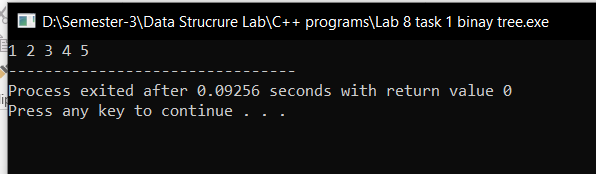 D:\Semester-3\Data Strucrure Lab\C++ programs\Lab 8 task 1 binay tree.exe
1 2 3 4 5
--------------------------------
Process exited after 0.09256 seconds with return value 0
Press any key to continue . . .